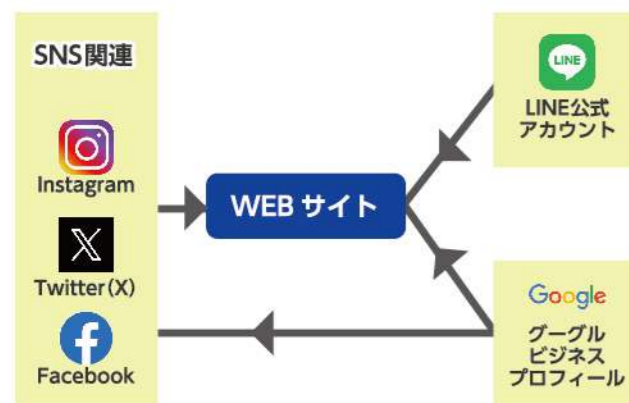 SNS関連
Instagram
Twitter(X)
Facebook
WEB サイト
LINE
LINE公式
アカウント
Google
グーグル
ビジネス
プロフィール